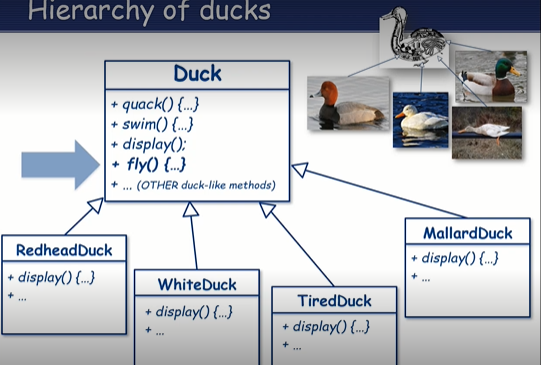 Hierarchy of ducks
Duck
+ quack() {...}
+ swim() {...}
+ display();
+ fly() {...}
+ ... (OTHER duck-like methods)
RedheadDuck
+ display() {...}
+ ...
WhiteDuck
+ display() {...}
+ ...
TiredDuck
+ display() {...}
+ ...
MallardDuck
+ display() {...}
+ ...